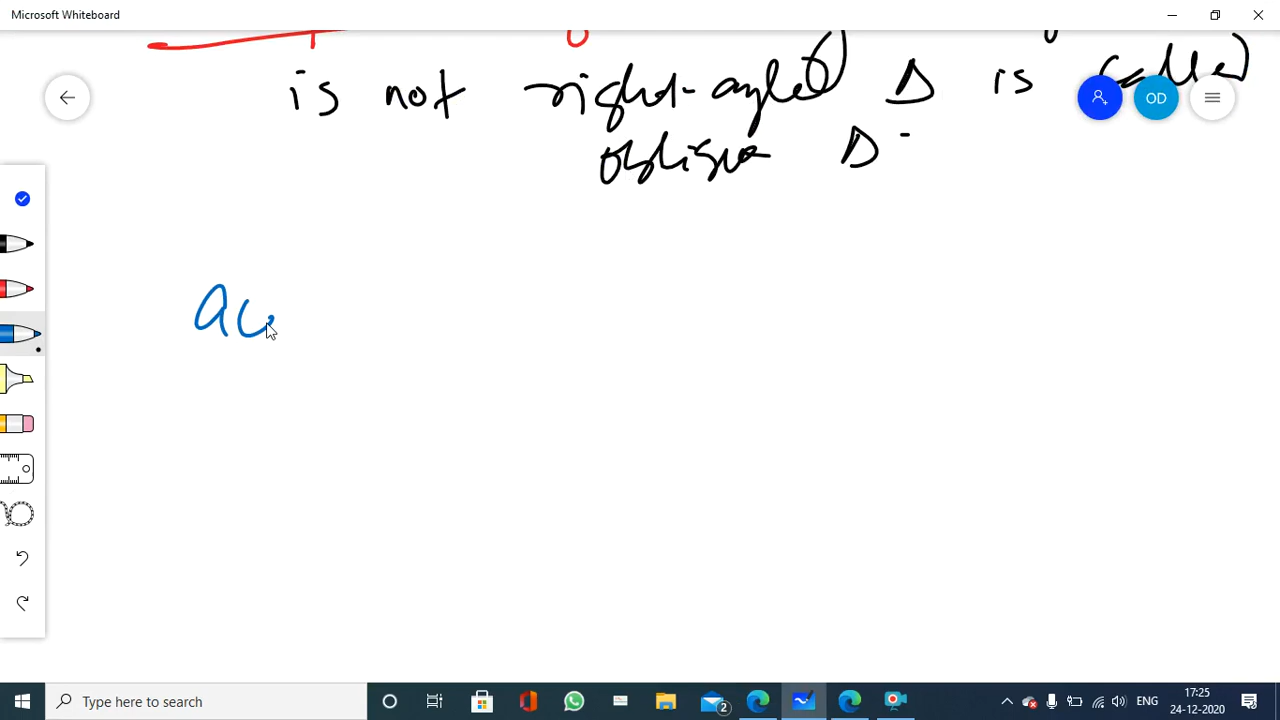 Microsoft Whiteboard
is not right-angled Δ is called
oblique Δ
OD
ac
Type here to search
2
ENG
17:25
24-12-2020